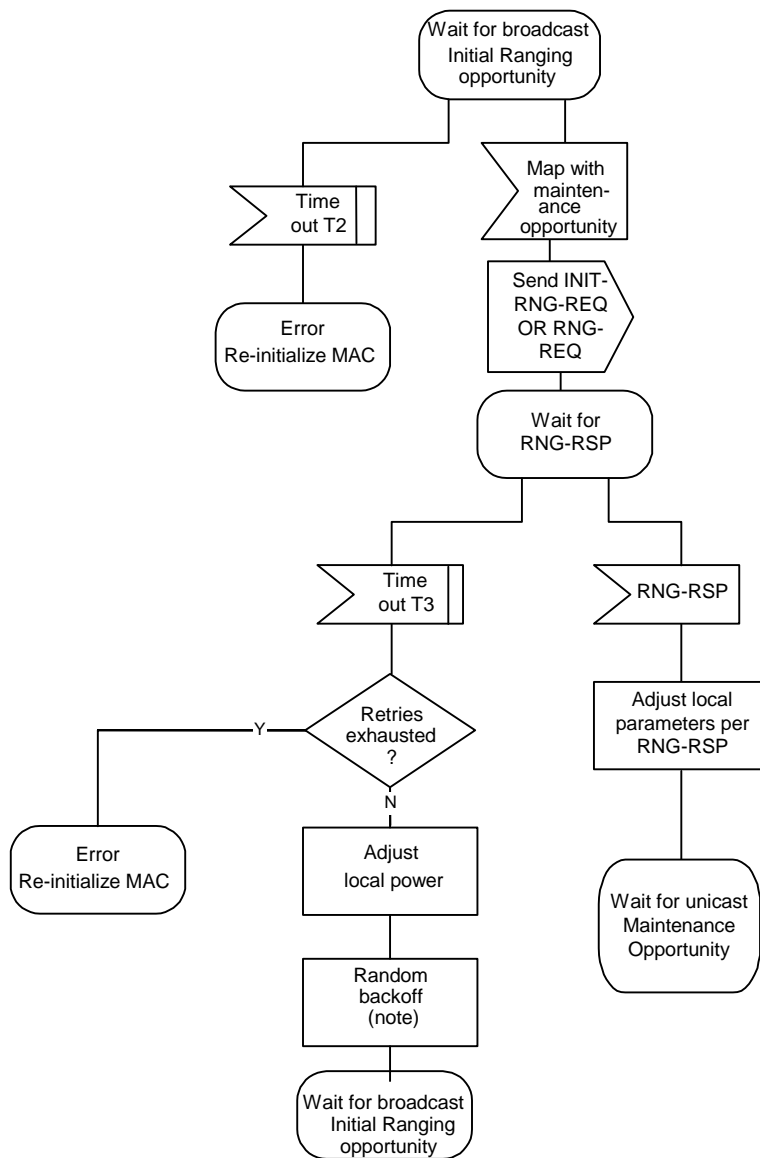 Wait for broadcast
Initial Ranging
opportunity
Time
out T2
Map with
mainten-
ance
opportunity
Error
Re-initialize MAC
Send INIT-
RNG-REQ
OR RNG-
REQ
Wait for
RNG-RSP
Time
out T3
RNG-RSP
Retries
exhausted
?
Y
N
Adjust local
parameters per
RNG-RSP
Error
Re-initialize MAC
Adjust
local power
Wait for unicast
Maintenance
Opportunity
Random
backoff
(note)
Wait for broadcast
Initial Ranging
opportunity